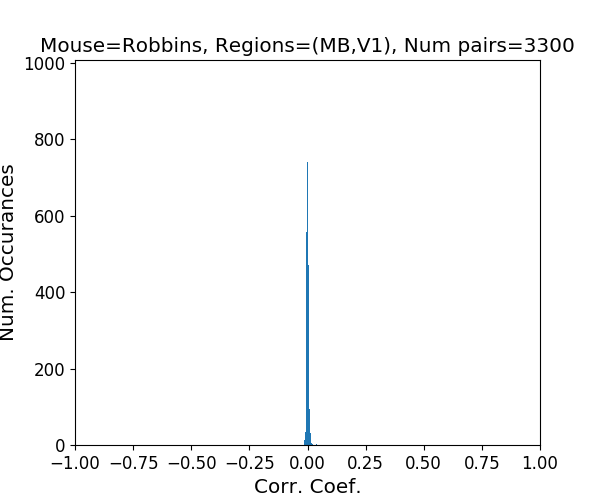 Mouse=Robbins, Regions=(MB,V1), Num pairs=3300
1000
800
600
400
200
0
Num. Occurances
−1.00 −0.75 −0.50 −0.25 0.00 0.25 0.50 0.75 1.00
Corr. Coef.